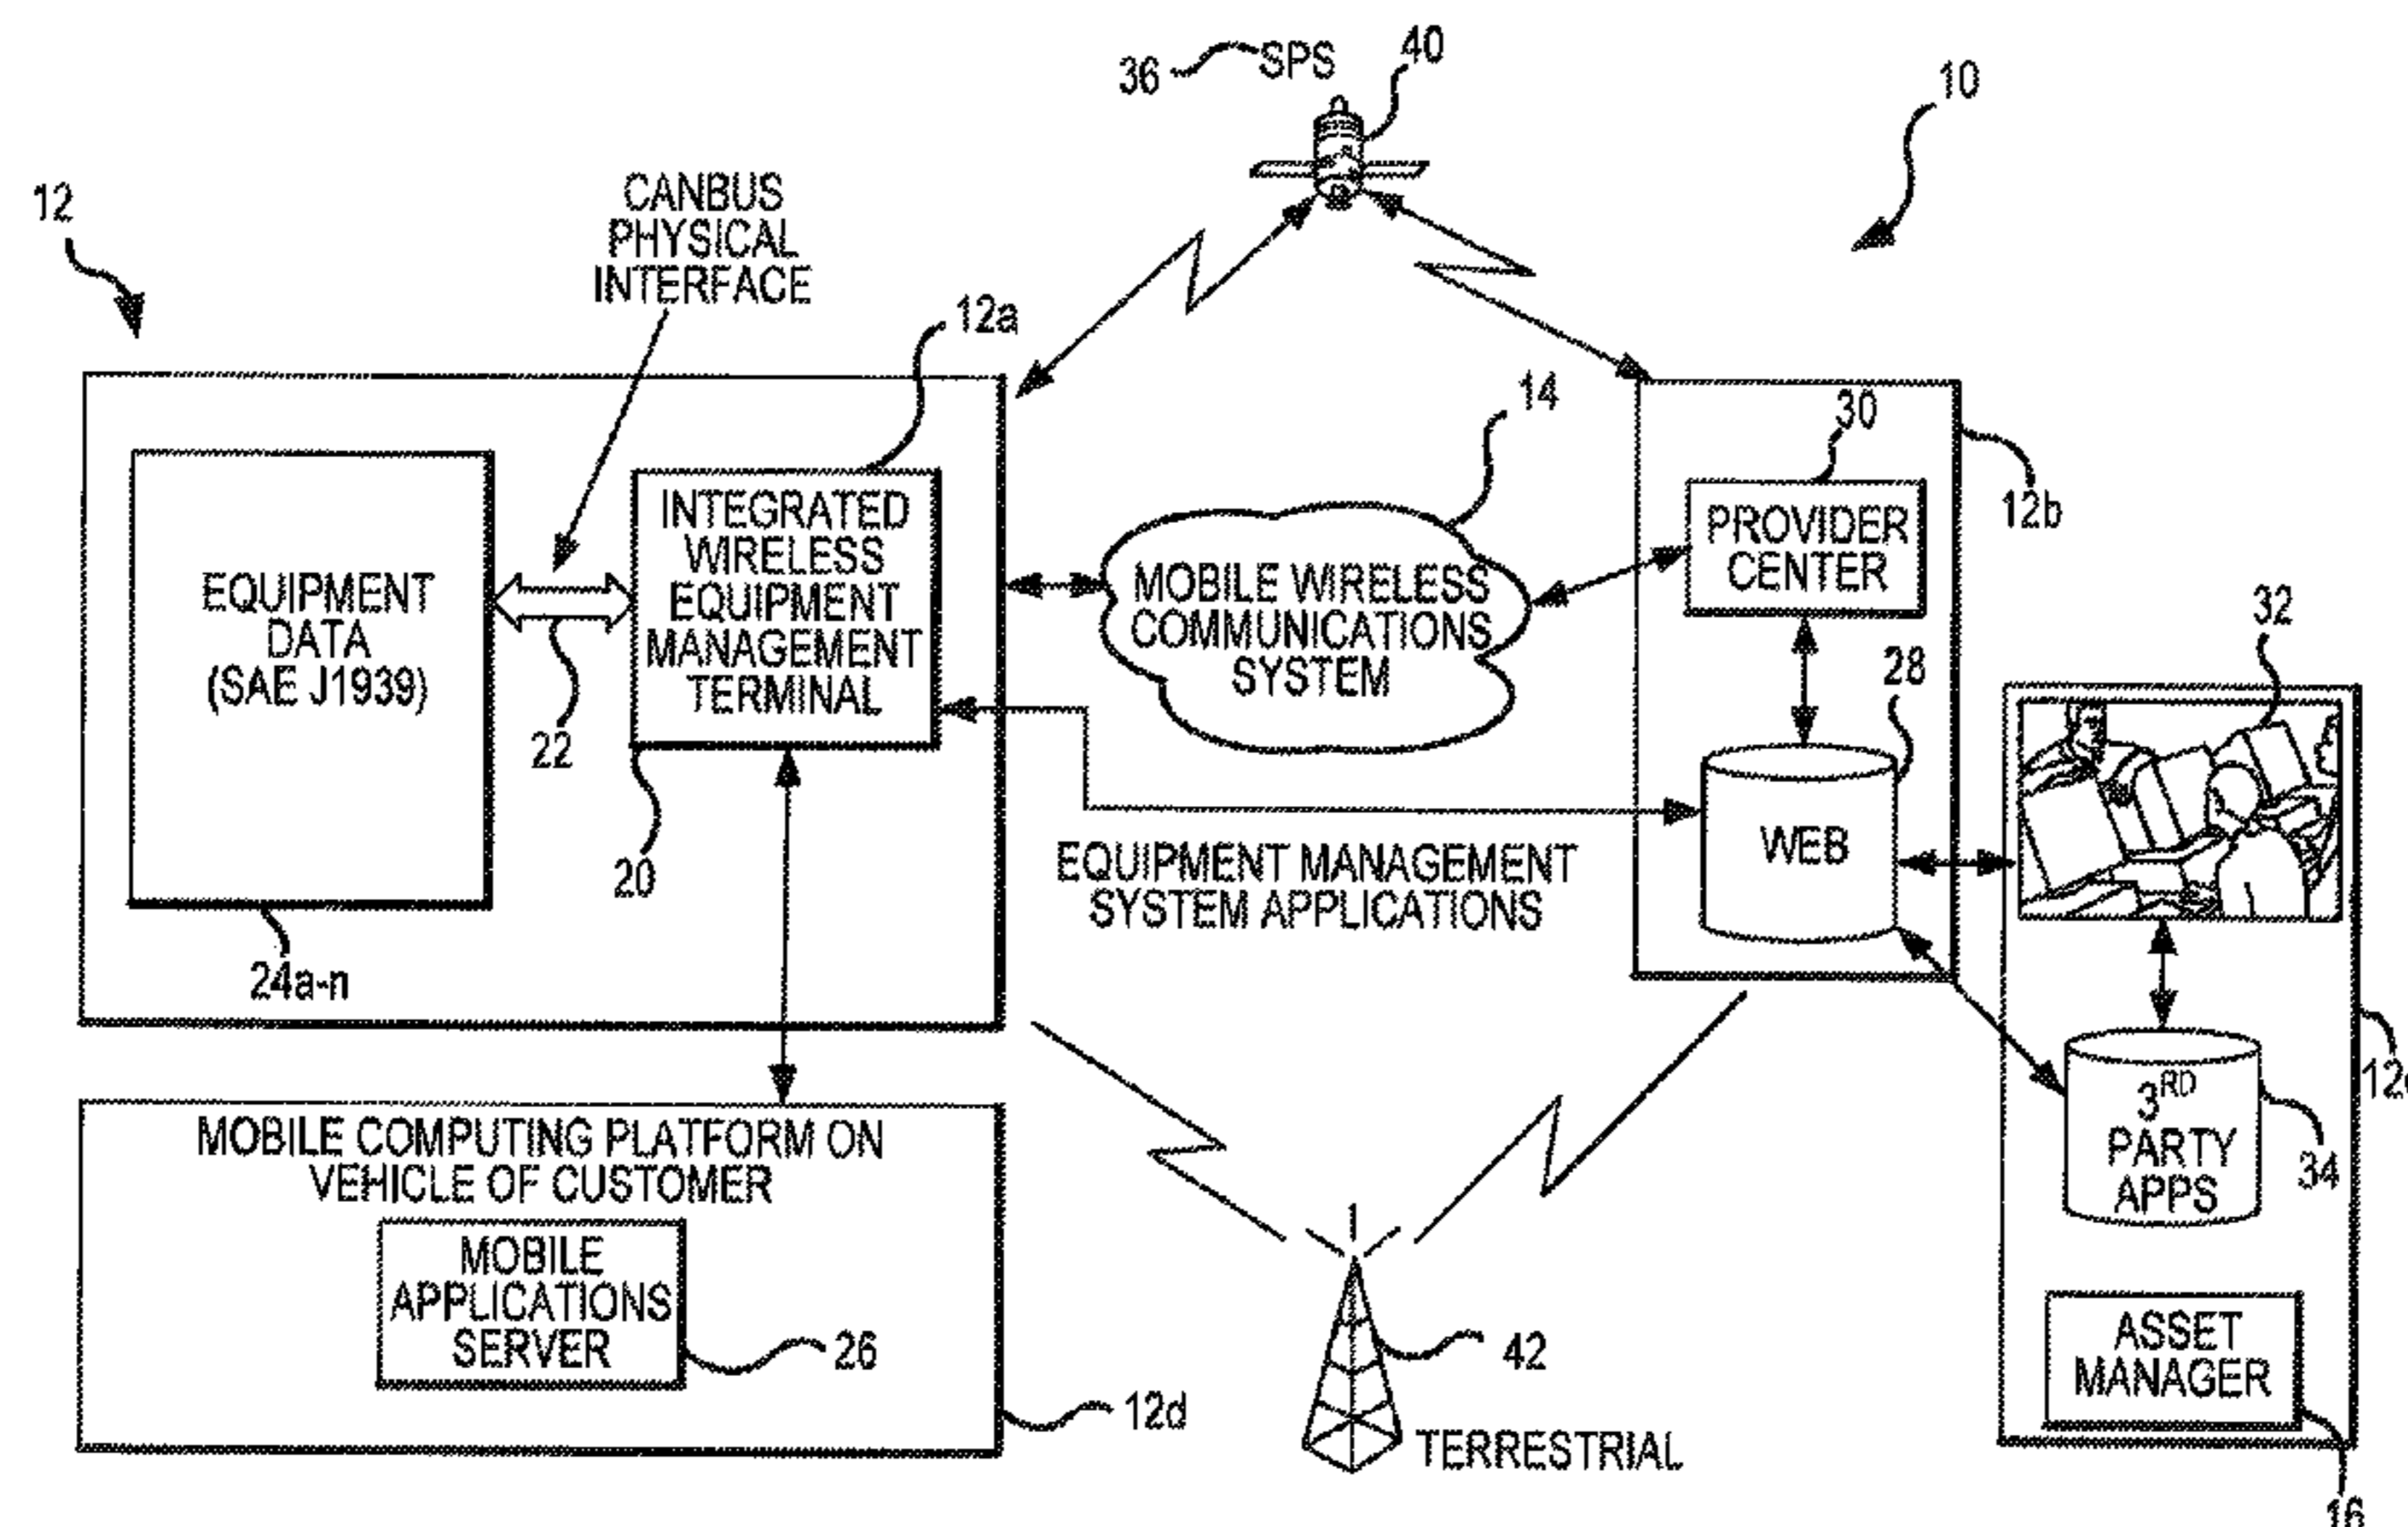 36
SPS
40
10
12
CANBUS
PHYSICAL
INTERFACE
12a
14
30
12b
PROVIDER
CENTER
INTEGRATED
WIRELESS
EQUIPMENT
MANAGEMENT
TERMINAL
EQUIPMENT
DATA
(SAE J1939)
22
MOBILE WIRELESS
COMMUNICATIONS
SYSTEM
32
28
WEB
20
EQUIPMENT MANAGEMENT
SYSTEM APPLICATIONS
24a-n
3RD
PARTY
APPS
34
MOBILE COMPUTING PLATFORM ON
VEHICLE OF CUSTOMER
MOBILE
APPLICATIONS
SERVER
26
12d
42
TERRESTRIAL
ASSET
MANAGER
16